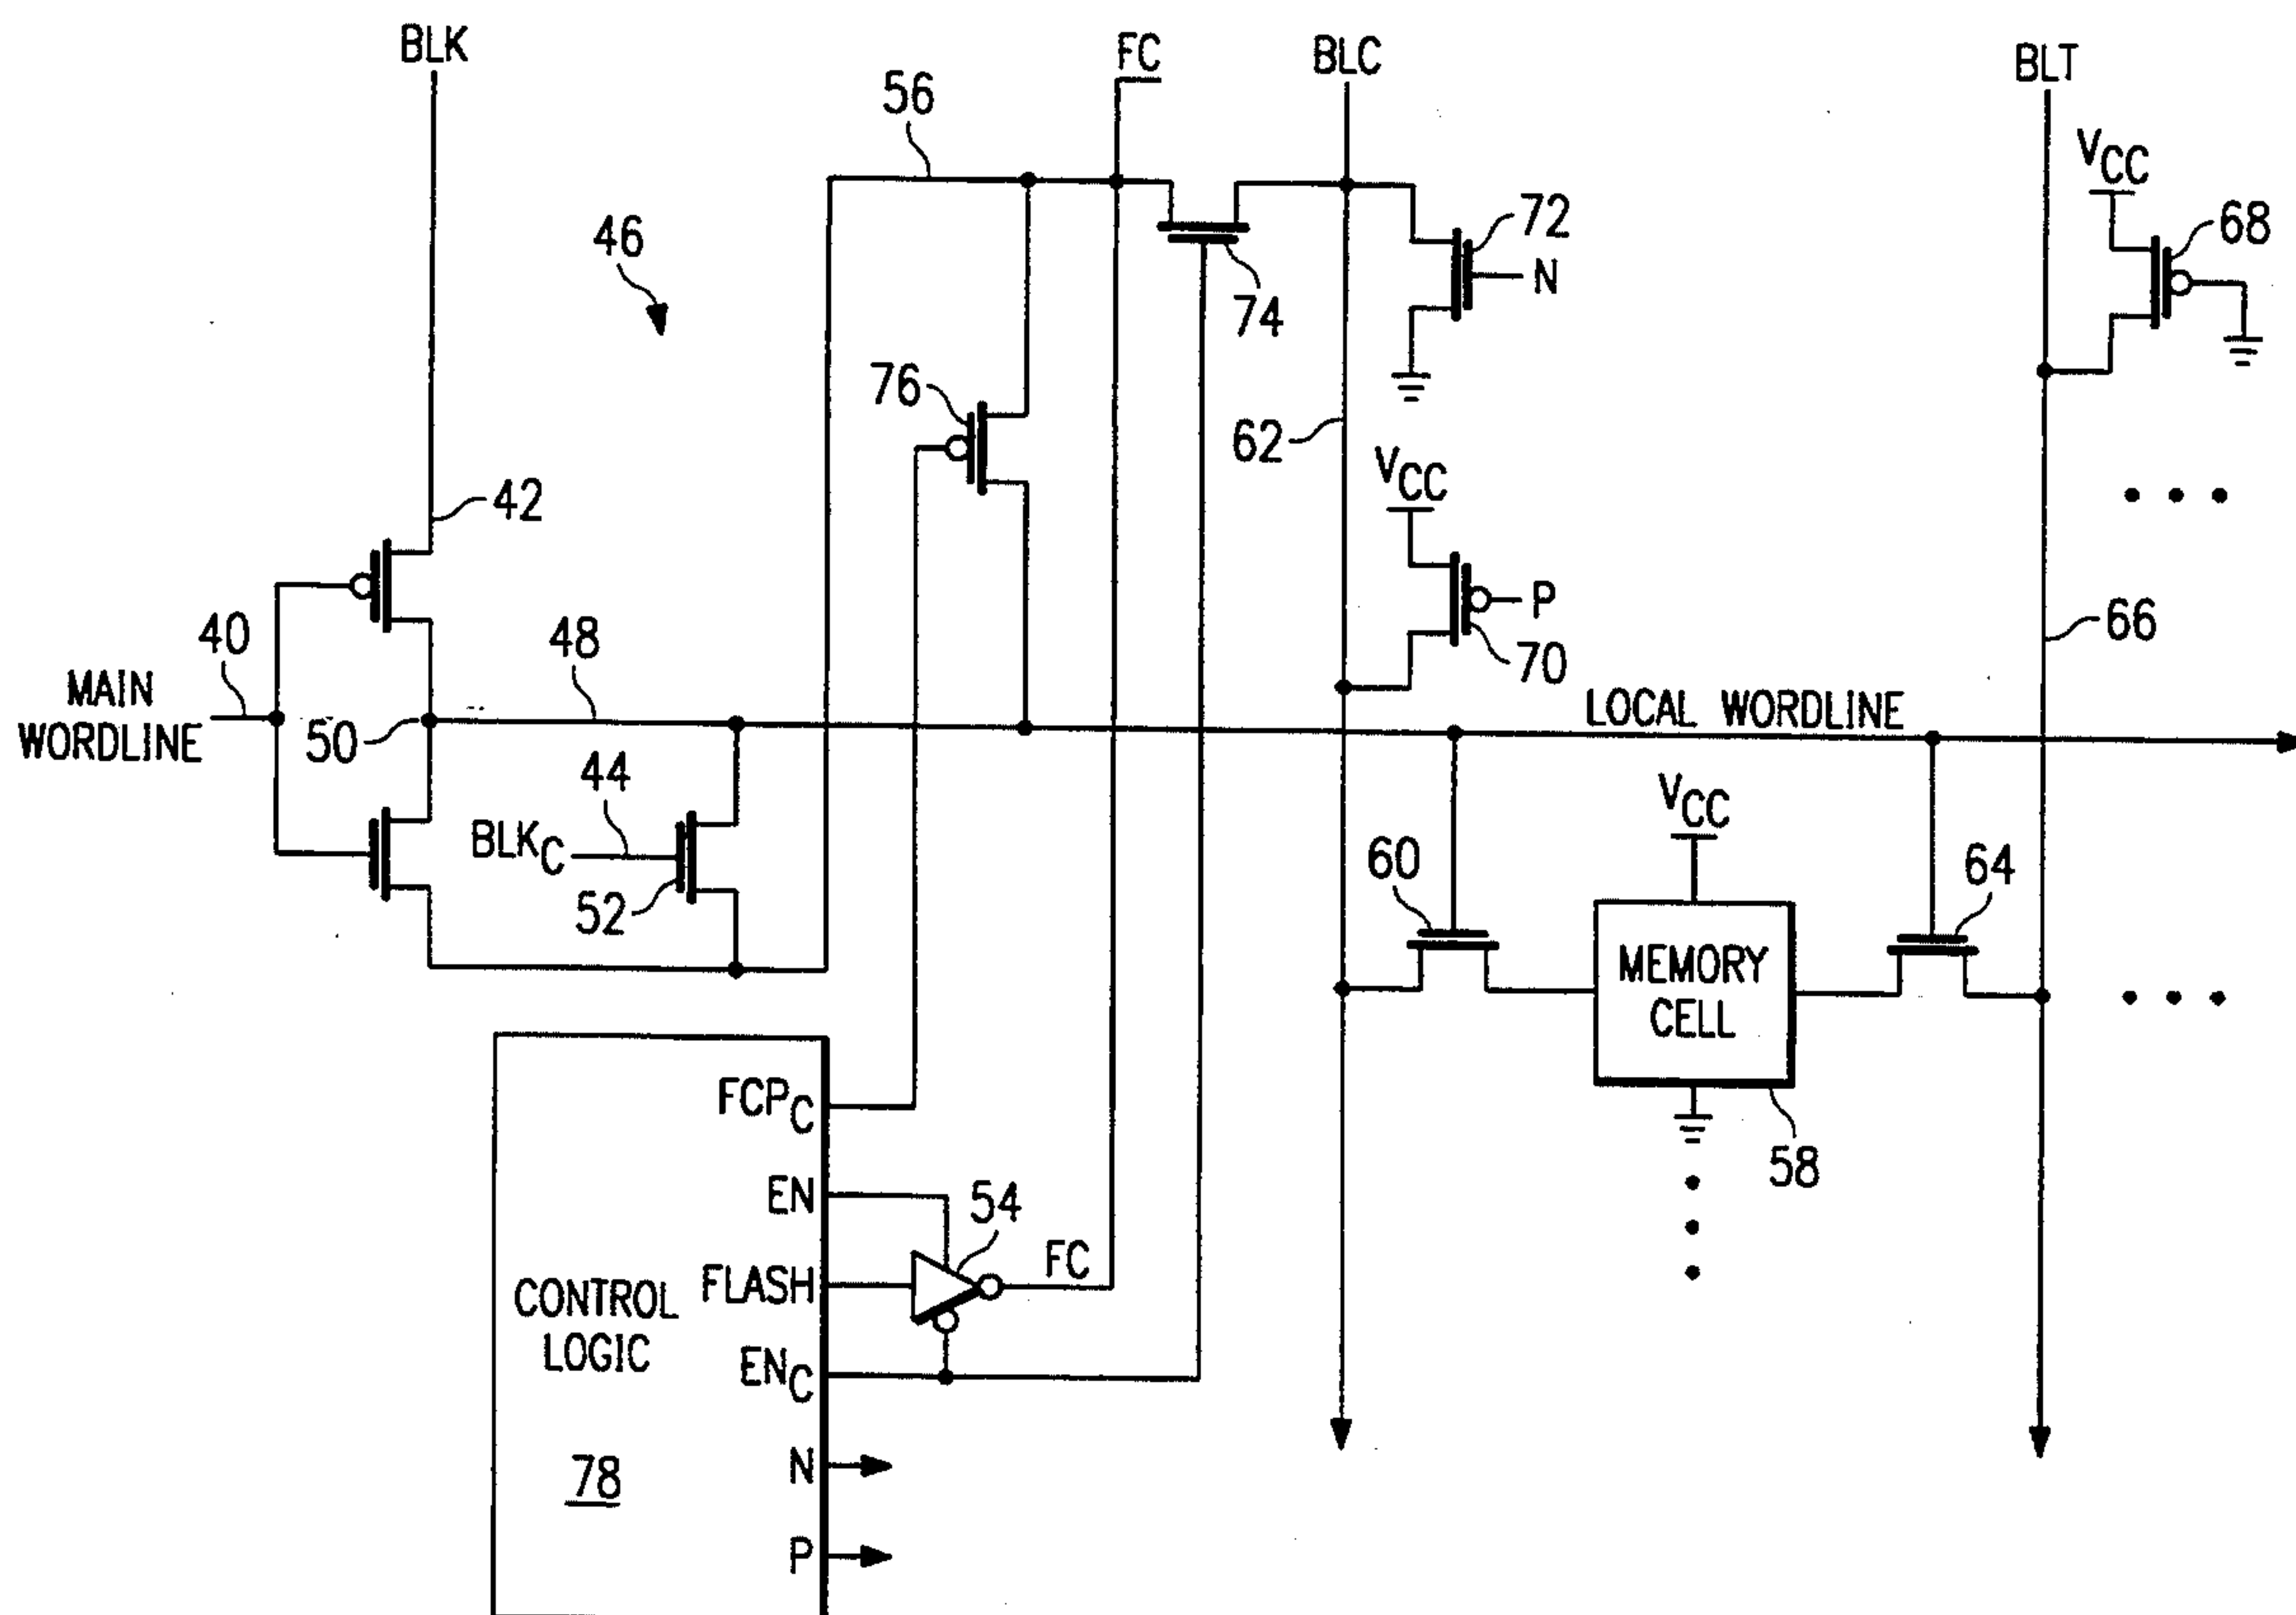 BLK
FC
BLC
BLT
56
VCC
72
68
46
N
74
76
62
VCC
42
P
66
40
48
70
MAIN
WORDLINE
50
LOCAL WORDLINE
44
VCC
BLKC
60
64
52
MEMORY
CELL
FCPC
58
EN
54
FC
FLASH
CONTROL
LOGIC
ENC
N
78
P